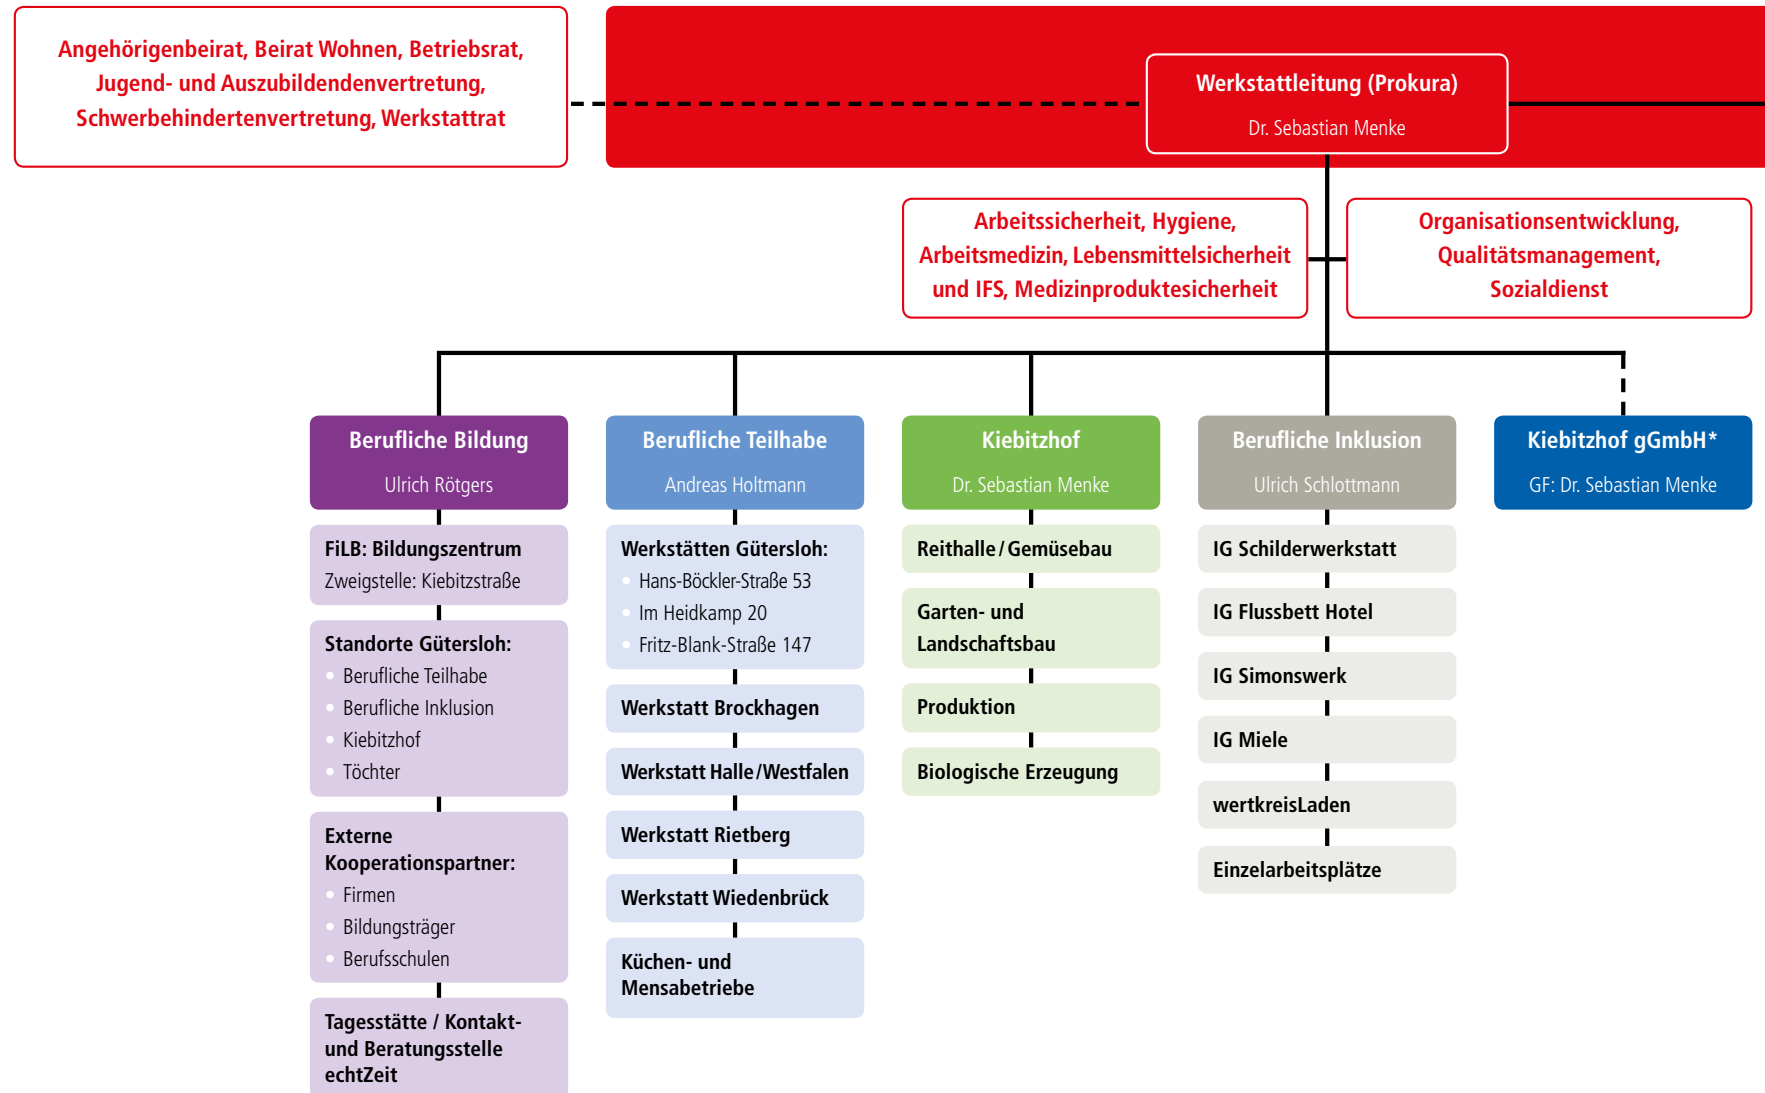 Angehörigenbeirat, Beirat Wohnen, Betriebsrat,
Jugend- und Auszubildendenvertretung,
Schwerbehindertenvertretung, Werkstattrat
Werkstattleitung (Prokura)
Dr. Sebastian Menke
Arbeitssicherheit, Hygiene,
Arbeitsmedizin, Lebensmittelsicherheit
und IFS, Medizinproduktesicherheit
Organisationsentwicklung,
Qualitätsmanagement,
Sozialdienst
Berufliche Bildung
Ulrich Rötgers
FiLB: Bildungszentrum
Zweigstelle: Kiebitzstraße
Standorte Gütersloh:
• Berufliche Teilhabe
• Berufliche Inklusion
• Kiebitzhof
• Töchter
Externe
Kooperationspartner:
• Firmen
• Bildungsträger
• Berufsschulen
Tagesstätte / Kontakt-
und Beratungsstelle
echtZeit
Berufliche Teilhabe
Andreas Holtmann
Werkstätten Gütersloh:
• Hans-Böckler-Straße 53
• Im Heidkamp 20
• Fritz-Blank-Straße 147
Werkstatt Brockhagen
Werkstatt Halle/Westfalen
Werkstatt Rietberg
Werkstatt Wiedenbrück
Küchen- und
Mensabetriebe
Kiebitzhof
Dr. Sebastian Menke
Reithalle/Gemüsebau
Garten- und
Landschaftsbau
Produktion
Biologische Erzeugung
Berufliche Inklusion
Ulrich Schlottmann
IG Schilderwerkstatt
IG Flussbett Hotel
IG Simonswerk
IG Miele
wertkreisLaden
Einzelarbeitsplätze
Kiebitzhof gGmbH*
GF: Dr. Sebastian Menke